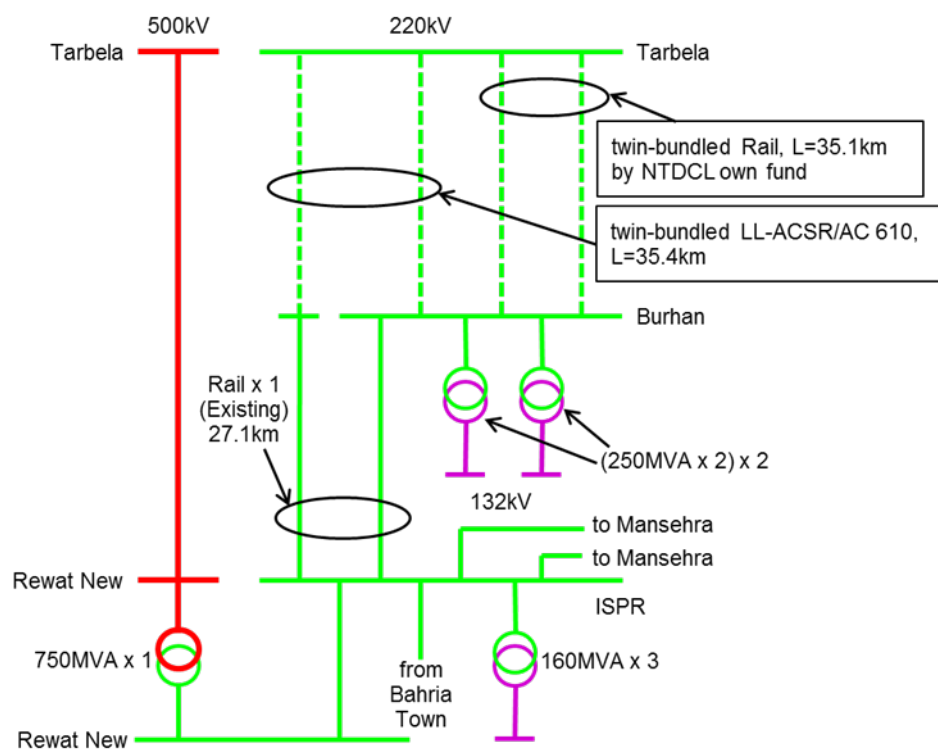 500kV
220kV
Tarbela
Tarbela
twin-bundled Rail, L=35.1km
by NTDCL own fund
twin-bundled LL-ACSR/AC 610,
L=35.4km
Burhan
Rail x 1
(Existing)
27.1km
(250MVA x 2) x 2
132kV
to Mansehra
to Mansehra
Rewat New
ISPR
750MVA x 1
160MVA x 3
from
Bahria
Town
Rewat New